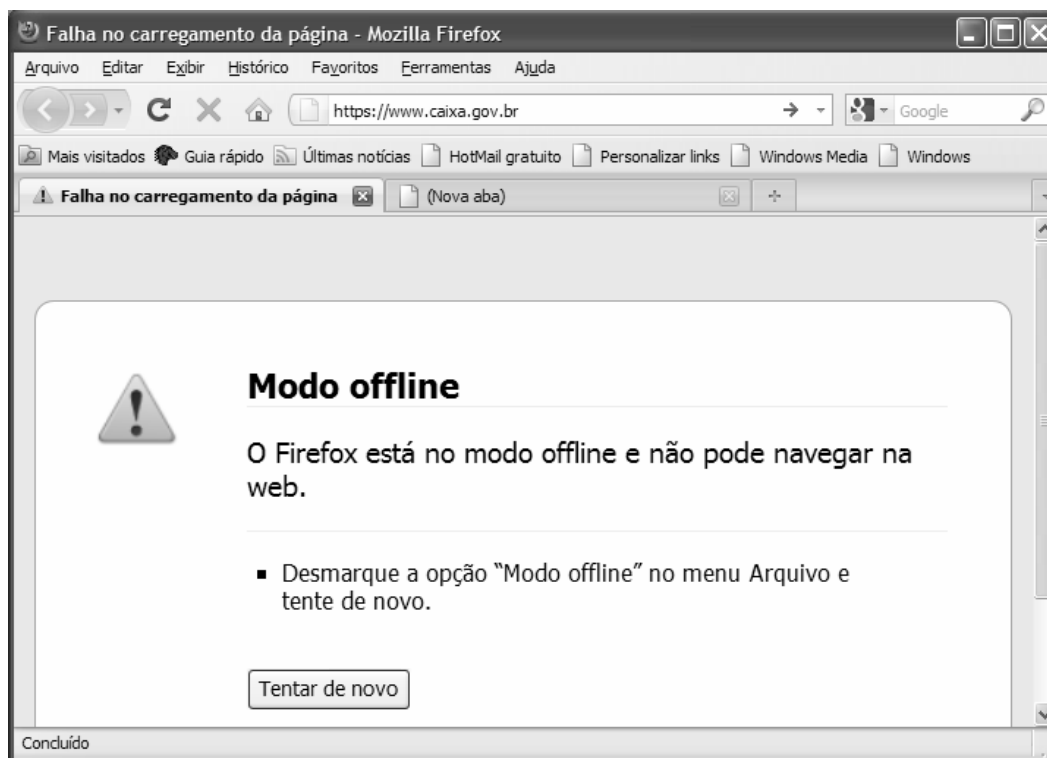 Falha no carregamento da página - Mozilla Firefox
Arquivo Editar Exibir Histórico Favoritos Ferramentas Ajuda
https://www.caixa.gov.br Google
Mais visitados Guia rápido Últimas notícias HotMail gratuito Personalizar links Windows Media Windows
Falha no carregamento da página (Nova aba)
Modo offline
O Firefox está no modo offline e não pode navegar na
web.
Desmarque a opção “Modo offline” no menu Arquivo e
tente de novo.
Tentar de novo
Concluído